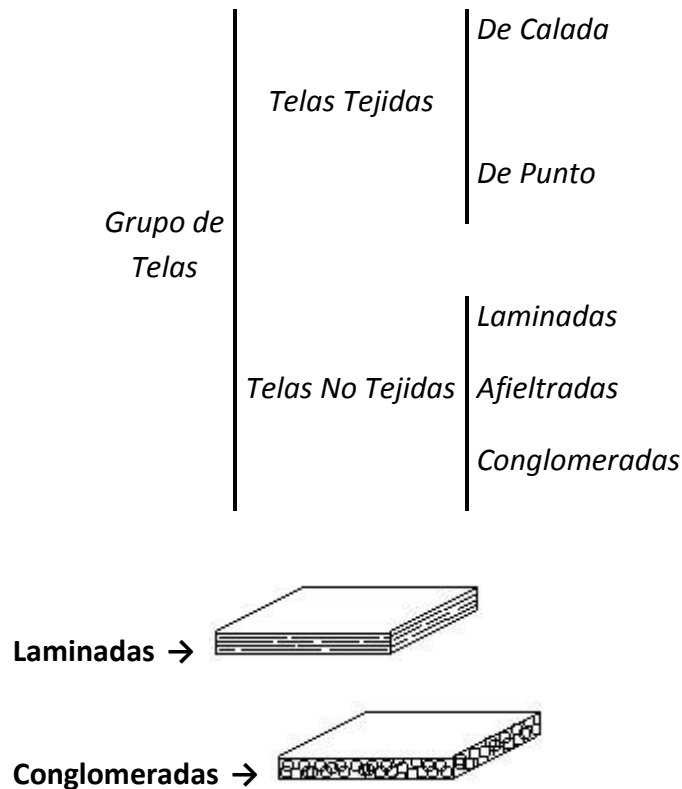 De Calada
Telas Tejidas
De Punto
Grupo de
Telas
Laminadas
Telas No Tejidas
Afieltradas
Conglomeradas
Laminadas →
Conglomeradas →